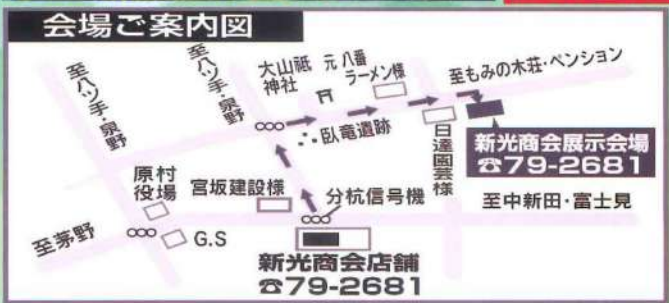 会場ご案内図
至八ツ手・泉野
至八ツ手・泉野
大山祇
神社
元八番
ラーメン様
至もみの木荘・ペンション
臥竜遺跡
日達園芸様
新光商会展示会場
☎79-2681
原村
役場
宮坂建設様
分杭信号機
至中新田・富士見
至茅野
G.S
新光商会店舗
☎79-2681